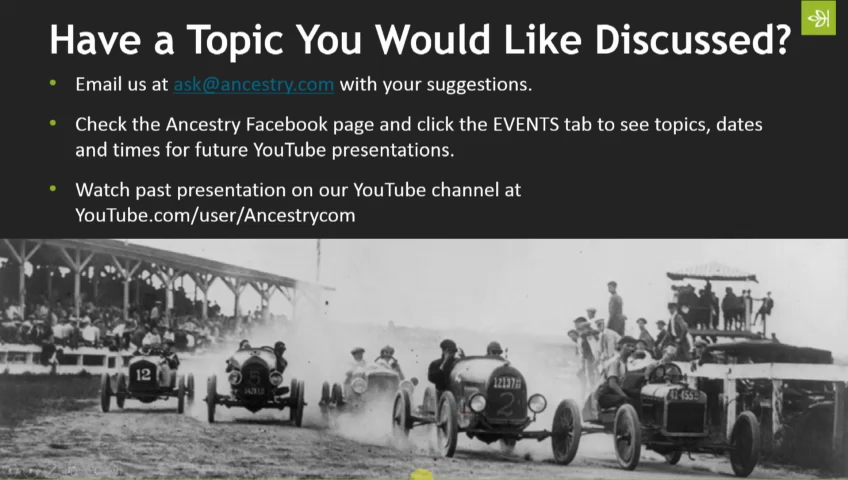 Have a Topic You Would Like Discussed?
• Email us at ask@ancestry.com with your suggestions.
• Check the Ancestry Facebook page and click the EVENTS tab to see topics, dates
and times for future YouTube presentations.
• Watch past presentation on our YouTube channel at
YouTube.com/user/Ancestrycom
12
5
2